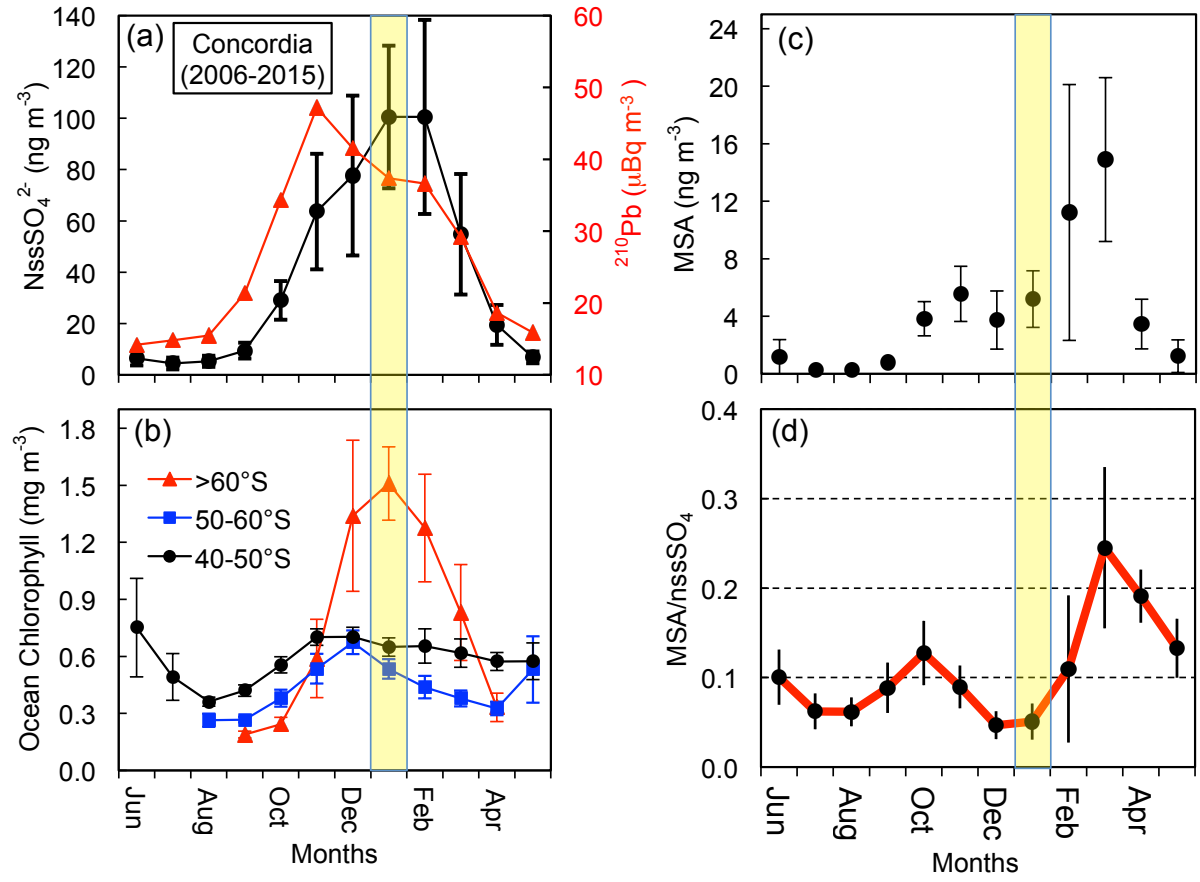 (a)
Concordia
(2006-2015)
NssSO₄²⁻ (ng m⁻³)
140
120
100
80
60
40
20
0
60
50
40
30
20
10
²¹⁰Pb (μBq m⁻³)
(c)
MSA (ng m⁻³)
24
20
16
12
8
4
0
(b)
>60°S
50-60°S
40-50°S
Ocean Chlorophyll (mg m⁻³)
1.8
1.5
1.2
0.9
0.6
0.3
0.0
Jun
Aug
Oct
Dec
Feb
Apr
Months
(d)
MSA/nssSO₄
0.4
0.3
0.2
0.1
0.0
Jun
Aug
Oct
Dec
Feb
Apr
Months